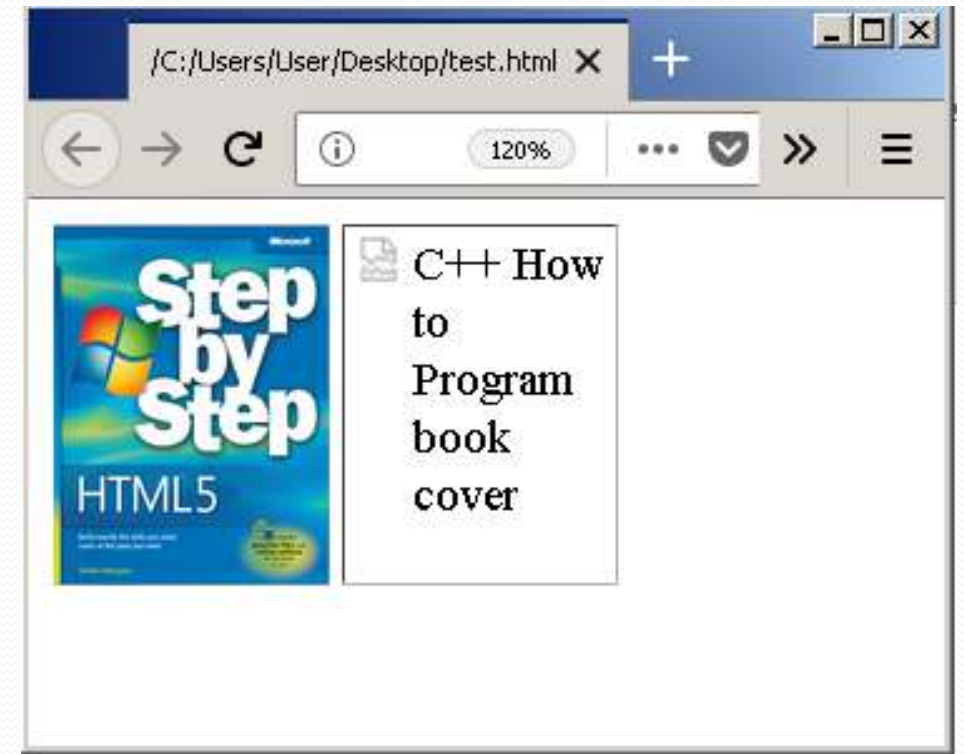 /C:/Users/User/Desktop/test.html
120%
Microsoft
Step
by
Step
HTML5
C++ How
to
Program
book
cover